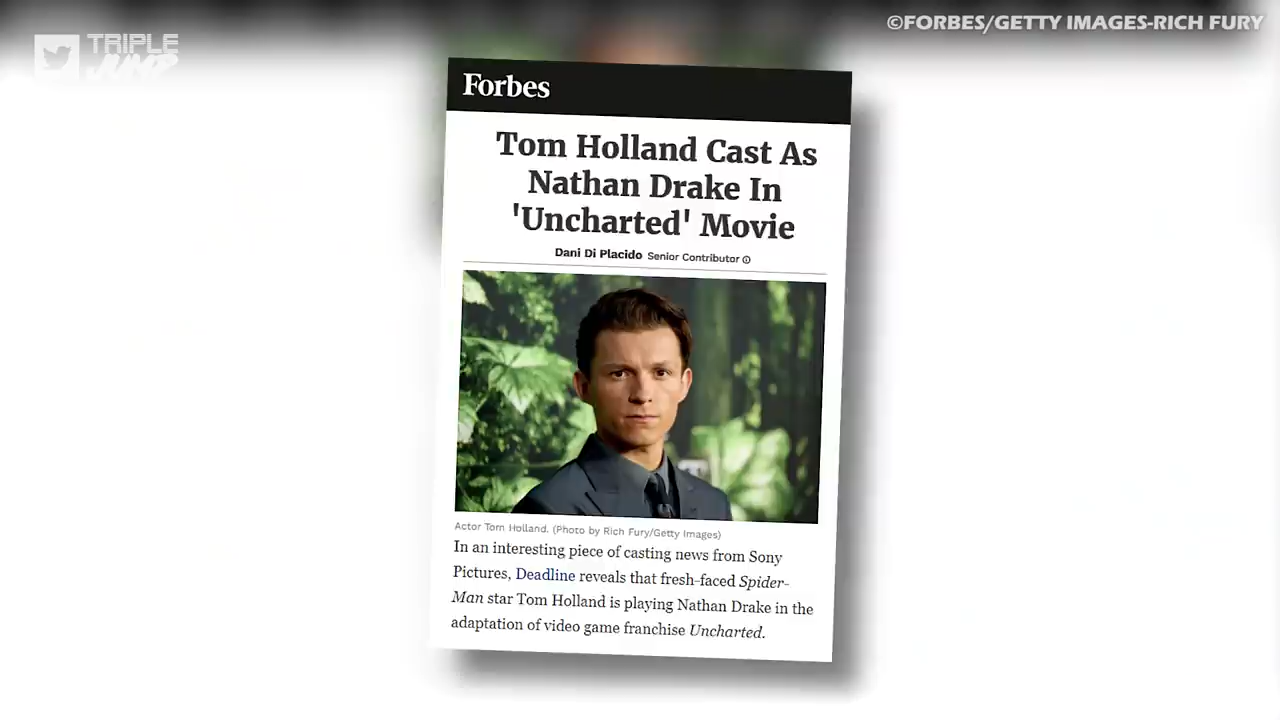 ©FORBES/GETTY IMAGES-RICH FURY
TRIPLE
JUMP
Forbes
Tom Holland Cast As
Nathan Drake In
'Uncharted' Movie
Dani Di Placido Senior Contributor
Actor Tom Holland. (Photo by Rich Fury/Getty Images)
In an interesting piece of casting news from Sony
Pictures, Deadline reveals that fresh-faced Spider-
Man star Tom Holland is playing Nathan Drake in the
adaptation of video game franchise Uncharted.